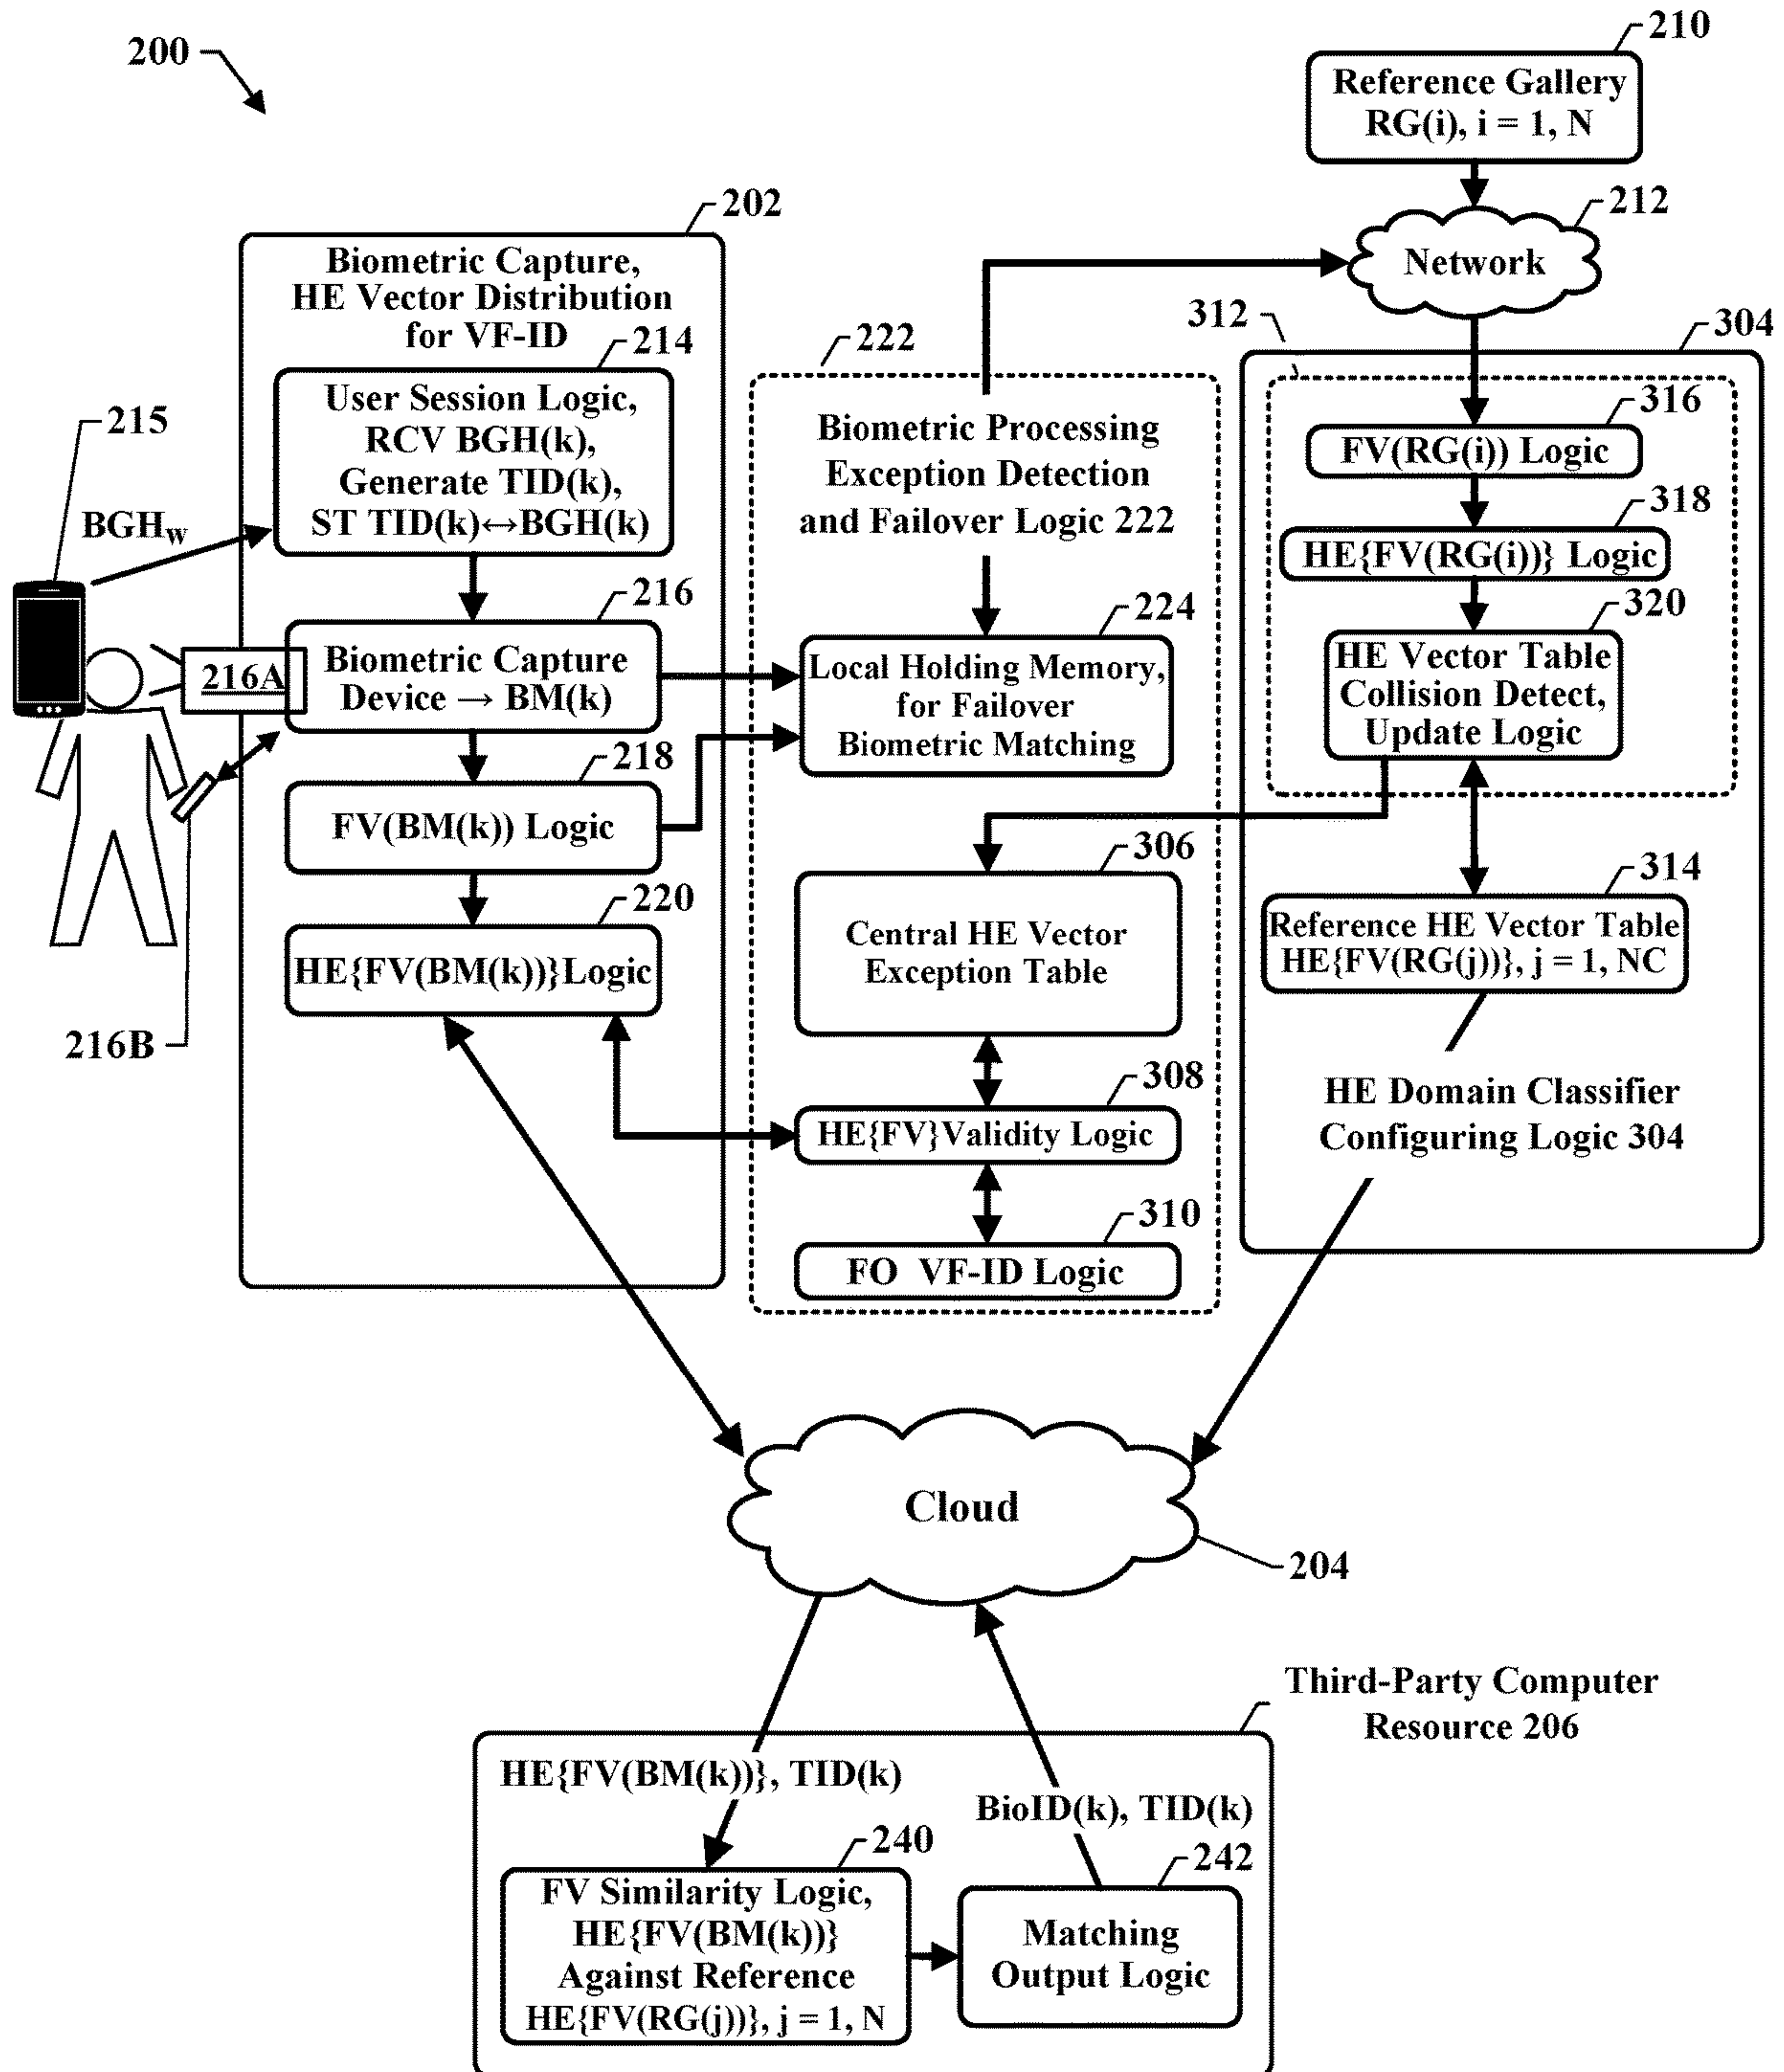 200
210
Reference Gallery
RG(i), i = 1, N
212
Network
202
Biometric Capture,
HE Vector Distribution
for VF-ID
214
User Session Logic,
RCV BGH(k),
Generate TID(k),
ST TID(k)↔BGH(k)
215
BGHw
216
216A
Biometric Capture
Device → BM(k)
218
FV(BM(k)) Logic
220
HE{FV(BM(k))}Logic
216B
222
Biometric Processing
Exception Detection
and Failover Logic 222
224
Local Holding Memory,
for Failover
Biometric Matching
306
Central HE Vector
Exception Table
308
HE{FV}Validity Logic
310
FO VF-ID Logic
312
304
316
FV(RG(i)) Logic
318
HE{FV(RG(i))} Logic
320
HE Vector Table
Collision Detect,
Update Logic
314
Reference HE Vector Table
HE{FV(RG(j))}, j = 1, NC
HE Domain Classifier
Configuring Logic 304
Cloud
204
Third-Party Computer
Resource 206
HE{FV(BM(k))}, TID(k)
BioID(k), TID(k)
240
FV Similarity Logic,
HE{FV(BM(k))}
Against Reference
HE{FV(RG(j))}, j = 1, N
242
Matching
Output Logic